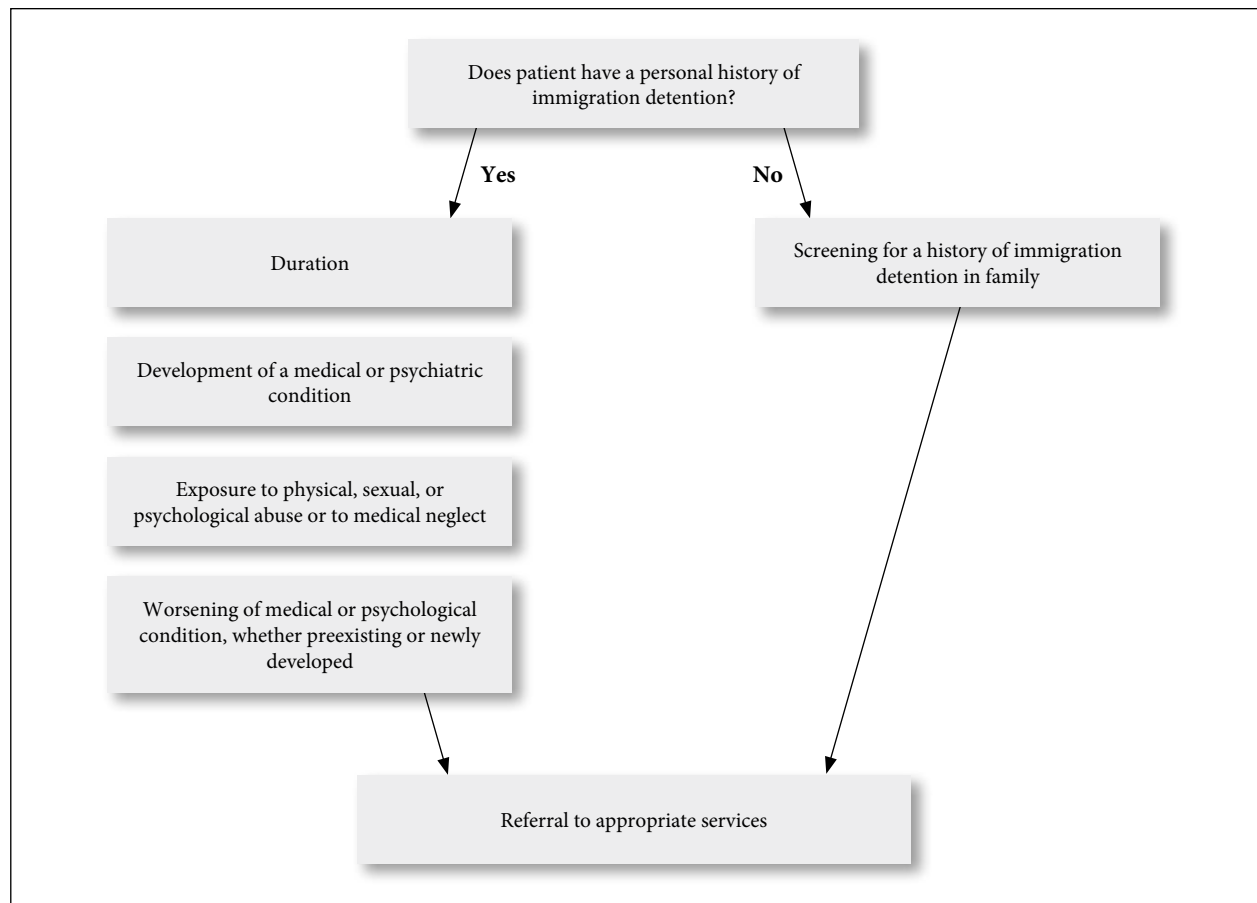 Does patient have a personal history of
immigration detention?
Yes
No
Duration
Screening for a history of immigration
detention in family
Development of a medical or psychiatric
condition
Exposure to physical, sexual, or
psychological abuse or to medical neglect
Worsening of medical or psychological
condition, whether preexisting or newly
developed
Referral to appropriate services